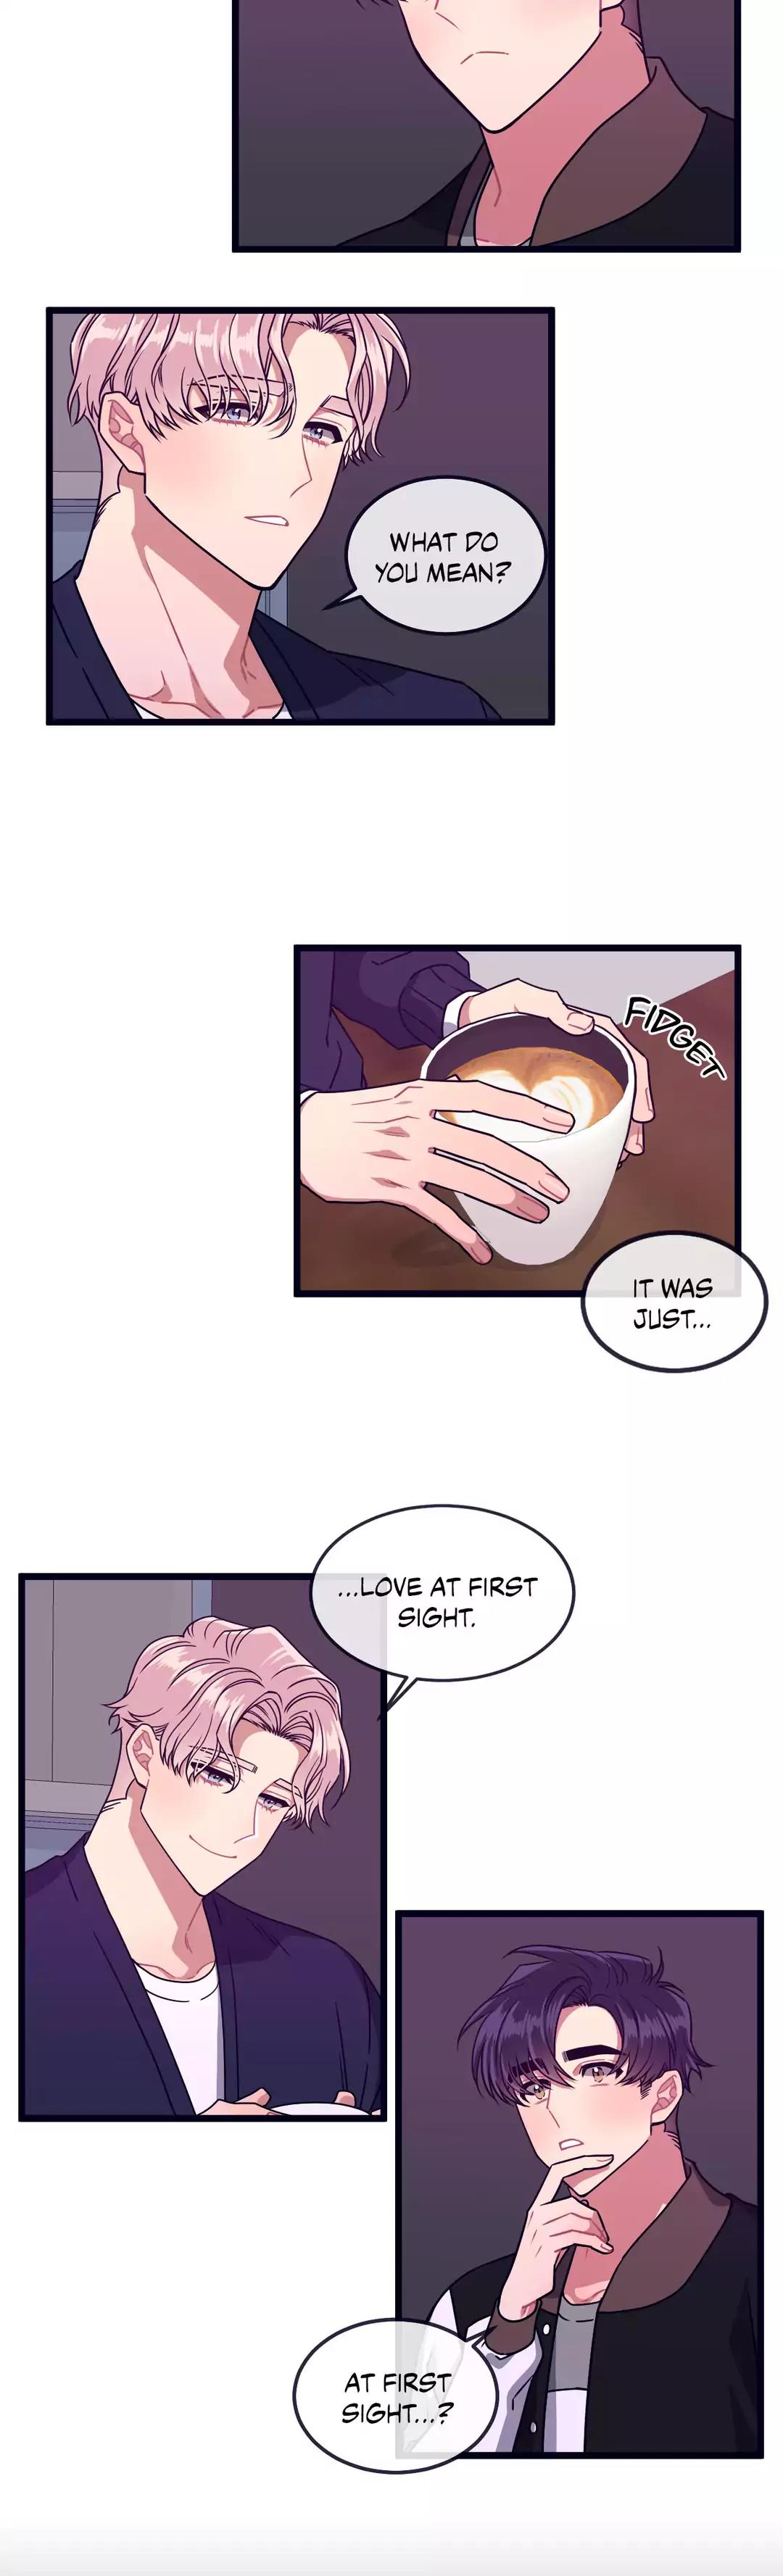 WHAT DO
YOU MEAN?
FIDGET
IT WAS
JUST...
...LOVE AT FIRST
SIGHT.
AT FIRST
SIGHT...?